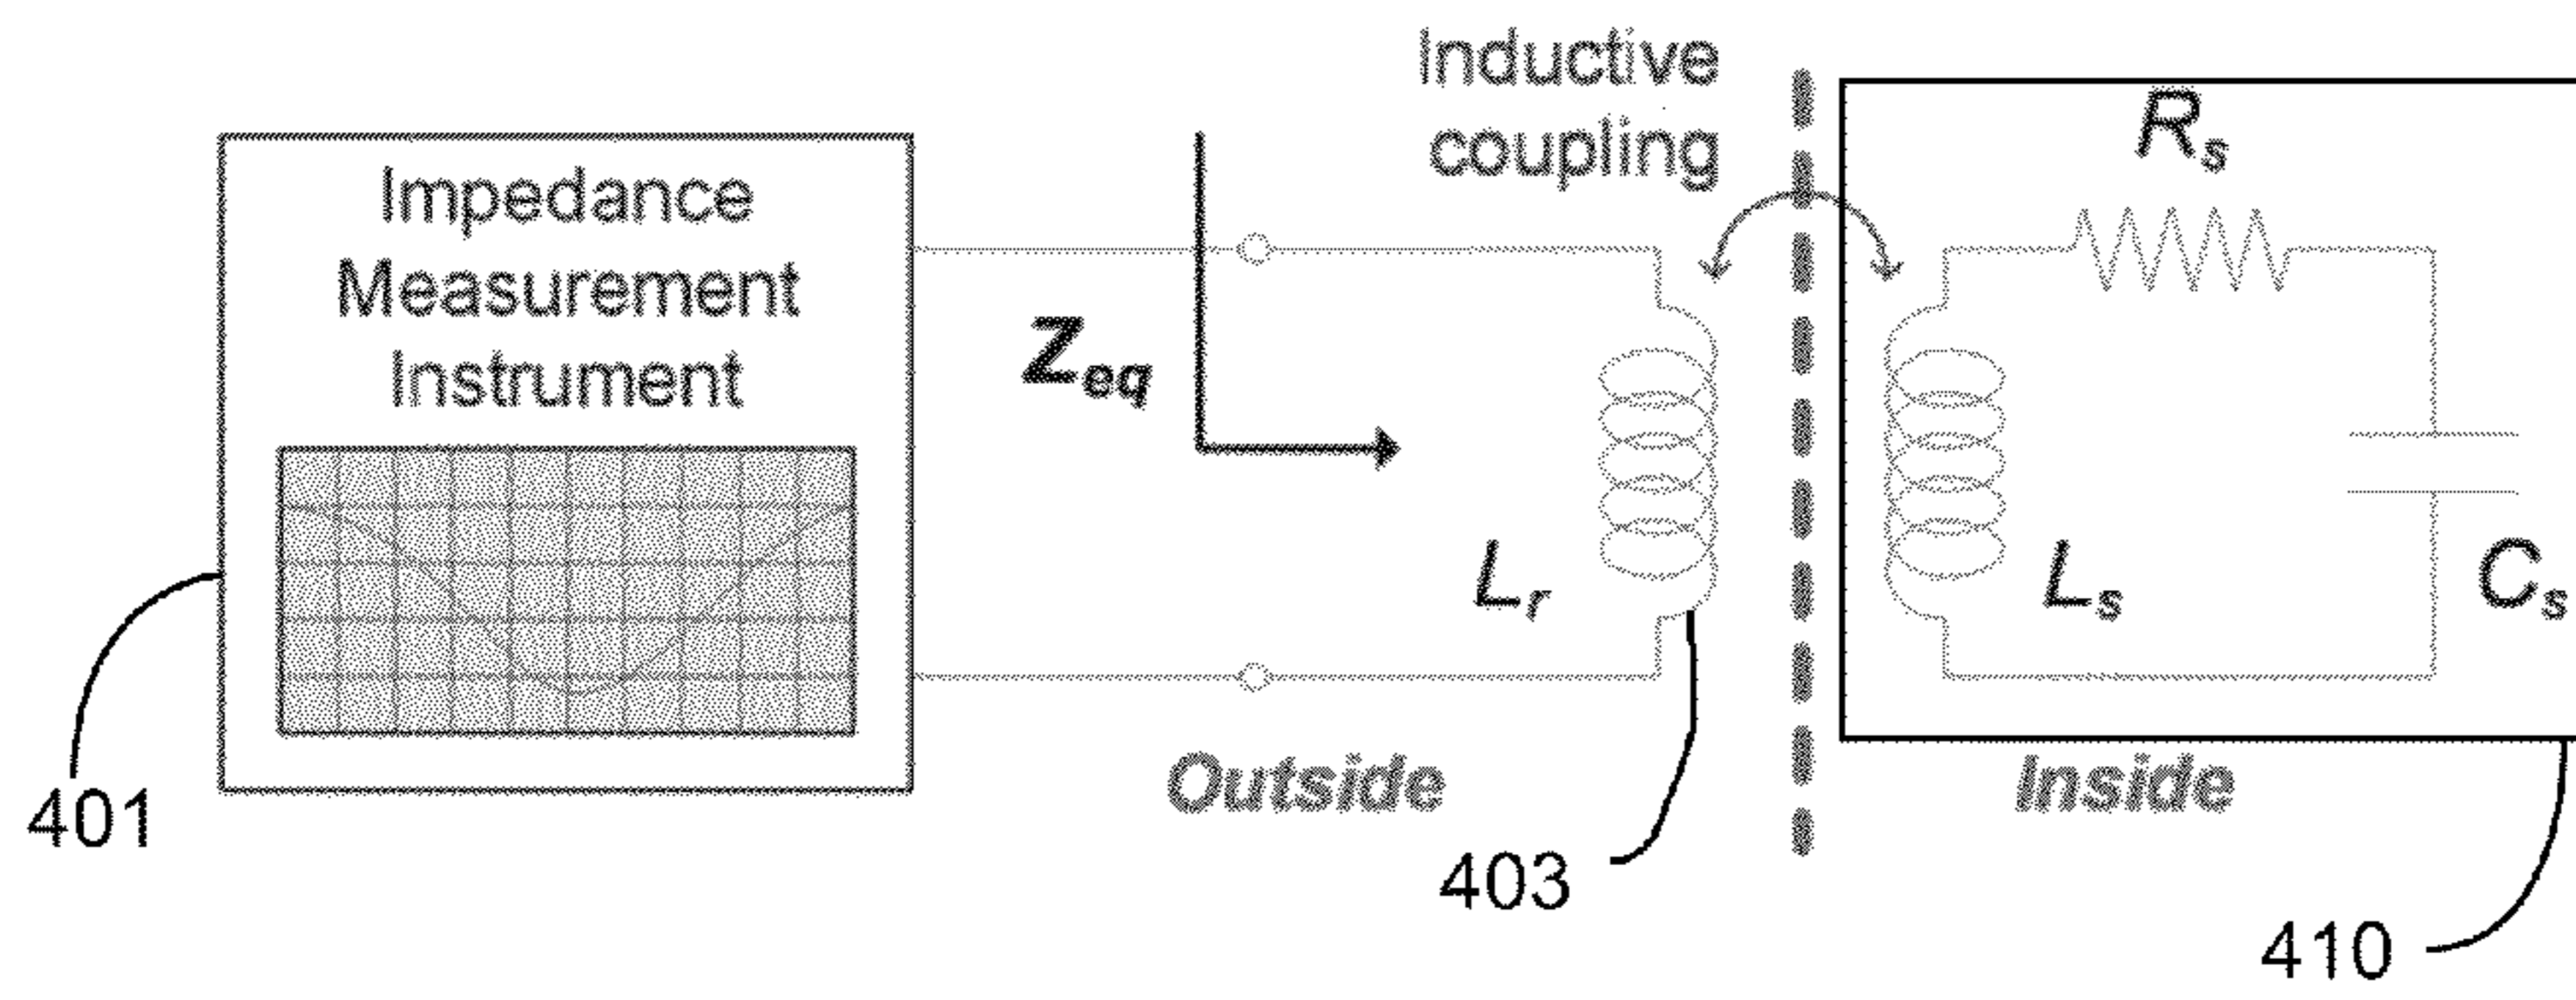 Impedance
Measurement
Instrument
Zeq
Inductive
coupling
Rs
Lr
Ls
Cs
Outside
Inside
401
403
410